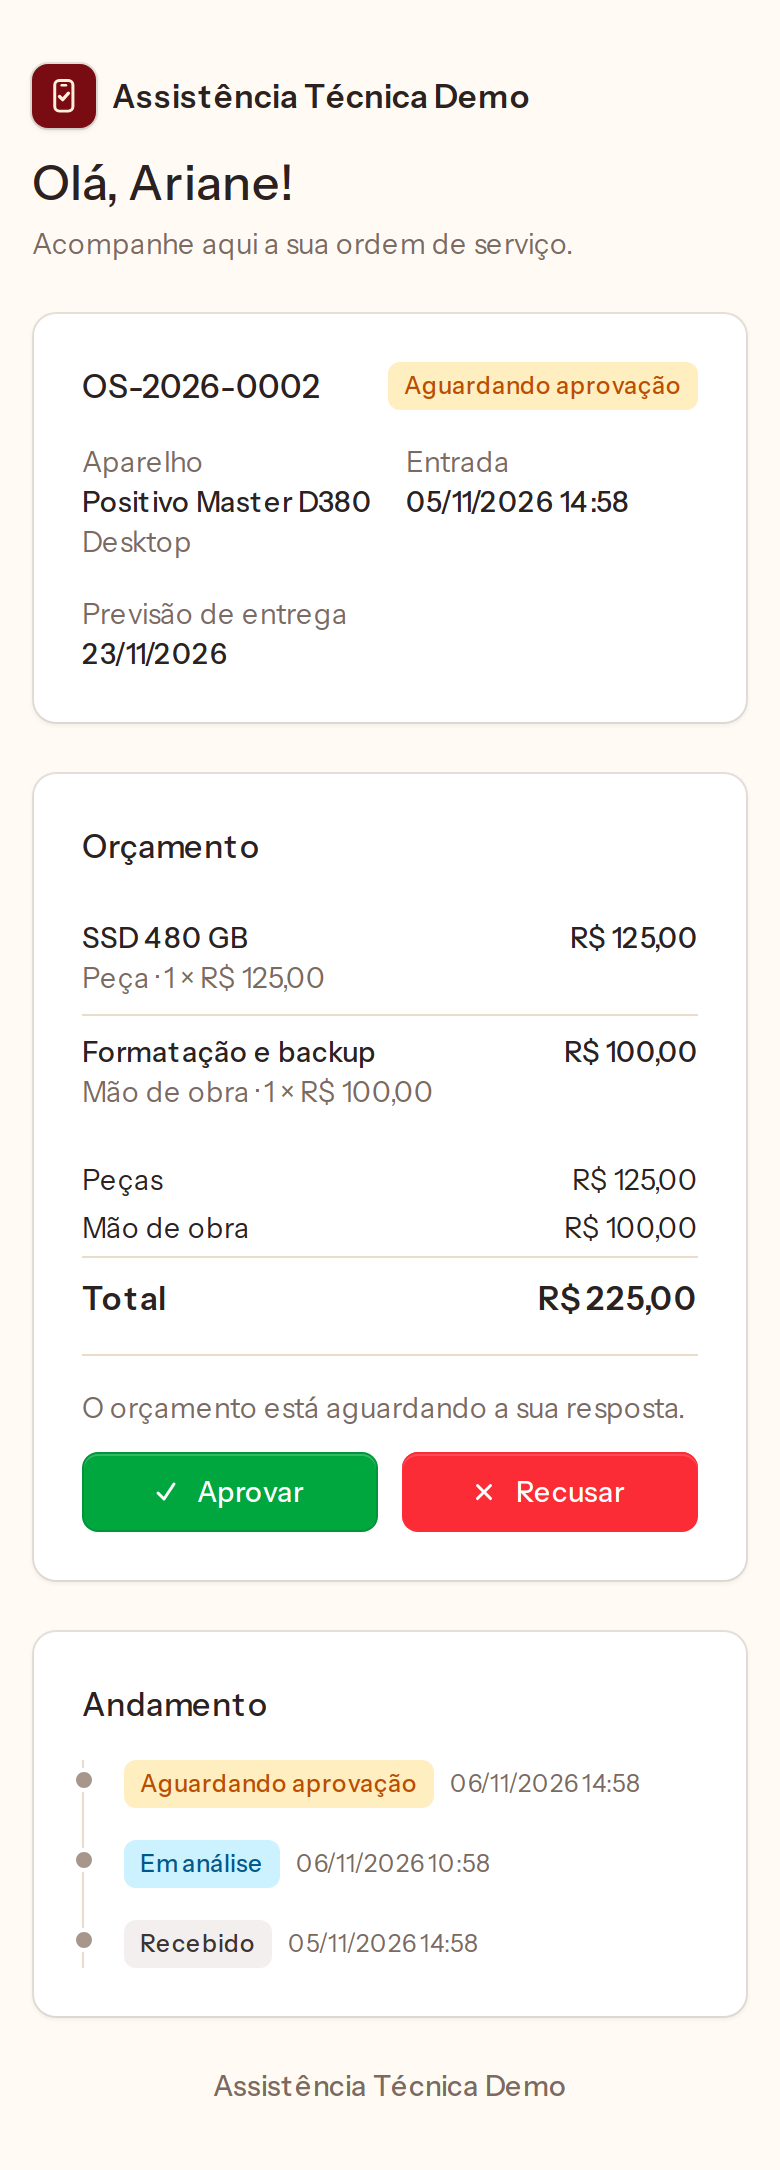 Assistência Técnica Demo
Olá, Ariane!
Acompanhe aqui a sua ordem de serviço.
OS-2026-0002
Aguardando aprovação
Aparelho
Positivo Master D380
Desktop
Entrada
05/11/2026 14:58
Previsão de entrega
23/11/2026
Orçamento
SSD 480 GB R$ 125,00
Peça · 1 × R$ 125,00
Formatação e backup R$ 100,00
Mão de obra · 1 × R$ 100,00
Peças R$ 125,00
Mão de obra R$ 100,00
Total R$ 225,00
O orçamento está aguardando a sua resposta.
Aprovar
Recusar
Andamento
Aguardando aprovação 06/11/2026 14:58
Em análise 06/11/2026 10:58
Recebido 05/11/2026 14:58
Assistência Técnica Demo